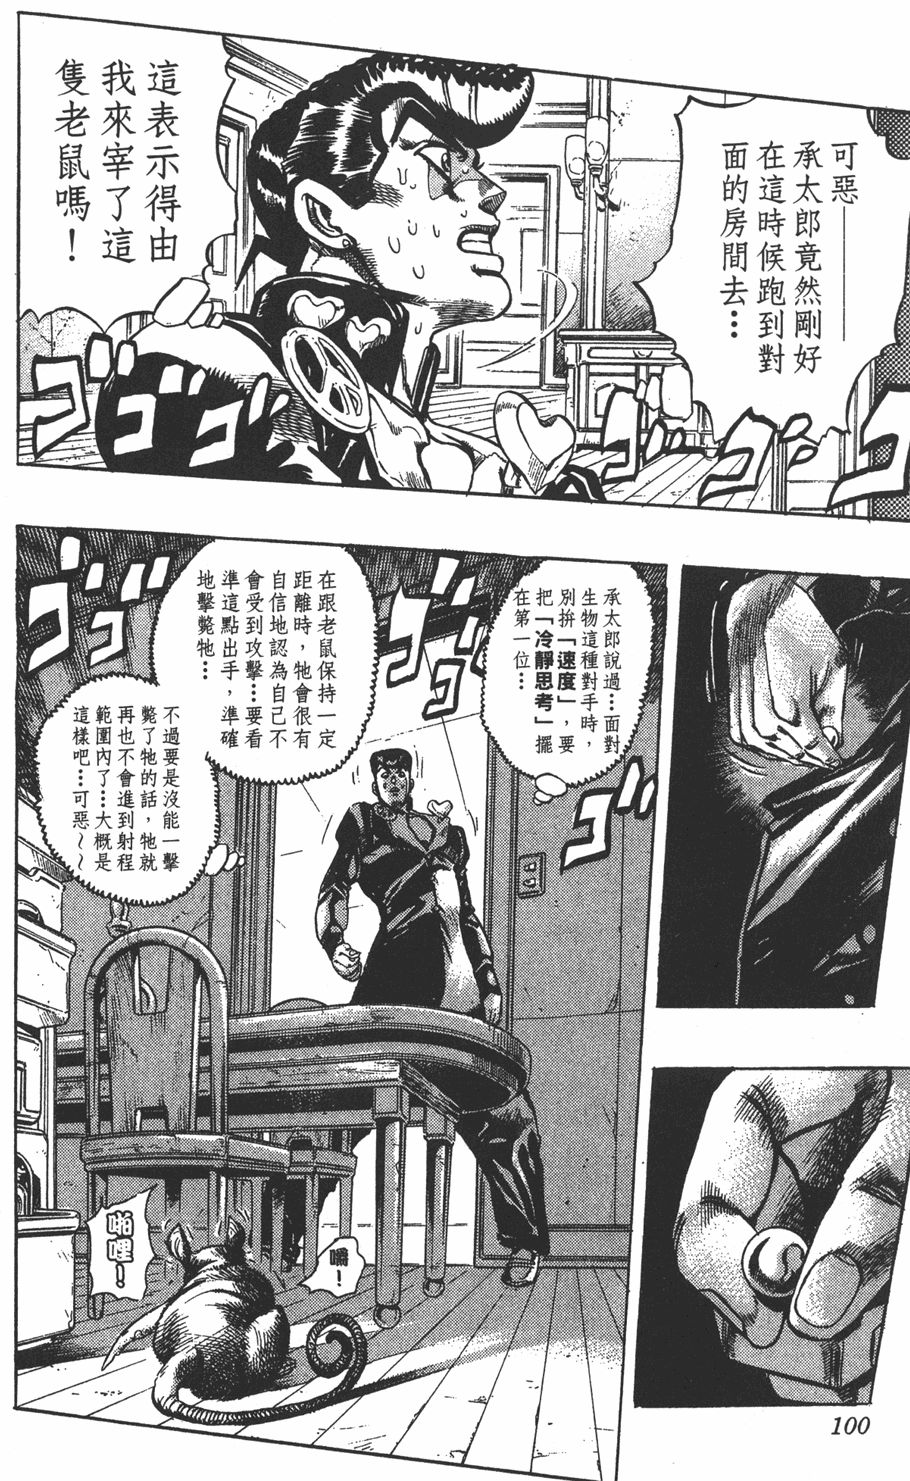 可惡──
承太郎竟然剛好
在這時候跑到對
面的房間去…
這表示得由
我來宰了這
隻老鼠嗎！
ゴゴゴ
ゴゴゴ
承太郎說過…面對
生物這種對手時，
別拚「速度」，要
把「冷靜思考」擺
在第一位…
在跟老鼠保持一定
距離時，牠會很有
自信地認為自己不
會受到攻擊…要看
準這點出手，準確
地擊斃牠…
不過要是沒能一擊
斃了牠的話，牠就
再也不會進到射程
範圍內了…大概是
這樣吧…可惡～～
ゴゴゴ
嚼！
啪哩！
100